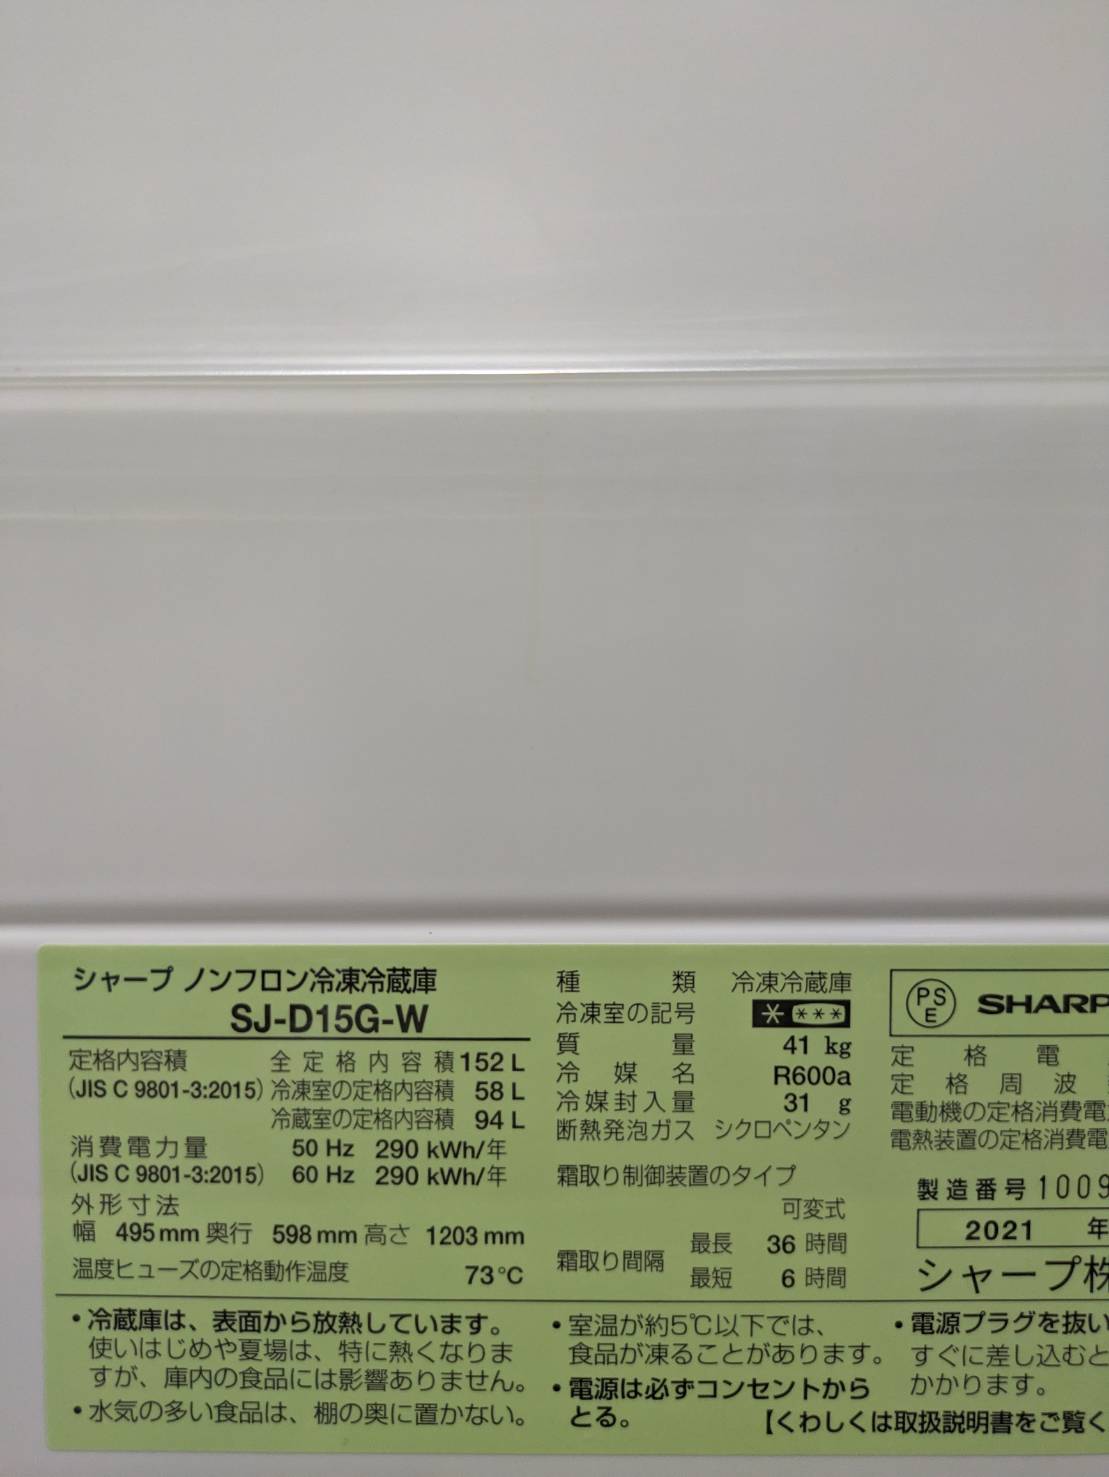 シャープ ノンフロン冷凍冷蔵庫
SJ-D15G-W
定格内容積 全定格内容積 152 L
(JIS C 9801-3:2015) 冷凍室の定格内容積 58 L
冷蔵室の定格内容積 94 L
消費電力量 50 Hz 290 kWh/年
(JIS C 9801-3:2015) 60 Hz 290 kWh/年
外形寸法
幅 495 mm 奥行 598 mm 高さ 1203 mm
温度ヒューズの定格動作温度 73℃
種類 冷凍冷蔵庫
冷凍室の記号 * ***
質量 41 kg
冷媒名 R600a
冷媒封入量 31 g
断熱発泡ガス シクロペンタン
霜取り制御装置のタイプ
可変式
霜取り間隔 最長 36 時間
最短 6 時間
PS
E
SHARP
定格電
定格周波
電動機の定格消費電
電熱装置の定格消費電
製造番号 1009
2021 年
シャープ株
・冷蔵庫は、表面から放熱しています。
使いはじめや夏場は、特に熱くなりま
すが、庫内の食品には影響ありません。
・水気の多い食品は、棚の奥に置かない。
・室温が約5℃以下では、
食品が凍ることがあります。
・電源は必ずコンセントから
とる。
・電源プラグを抜い
すぐに差し込むと
かかります。
【くわしくは取扱説明書をご覧く